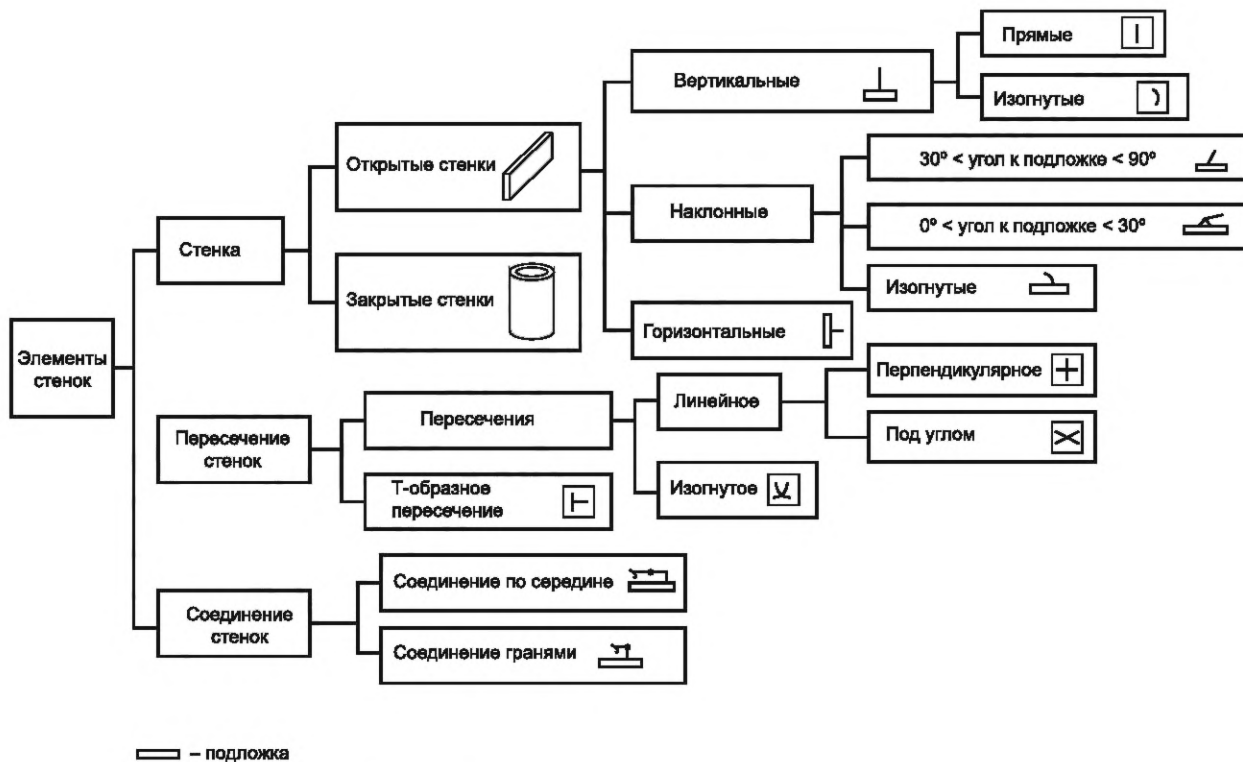 Элементы
стенок
Стенка
Открытые стенки
Вертикальные
Прямые
Изогнутые
Наклонные
30° < угол к подложке < 90°
0° < угол к подложке < 30°
Изогнутые
Горизонтальные
Закрытые стенки
Пересечение
стенок
Пересечения
Линейное
Перпендикулярное
Под углом
Изогнутое
Т-образное
пересечение
Соединение
стенок
Соединение по середине
Соединение гранями
– подложка